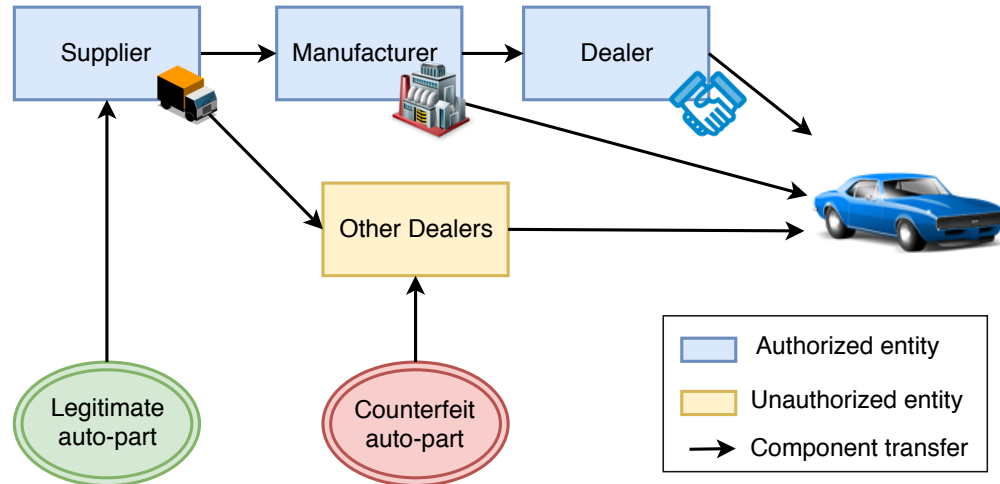 Supplier
Manufacturer
Dealer
Other Dealers
Legitimate
auto-part
Counterfeit
auto-part
Authorized entity
Unauthorized entity
Component transfer